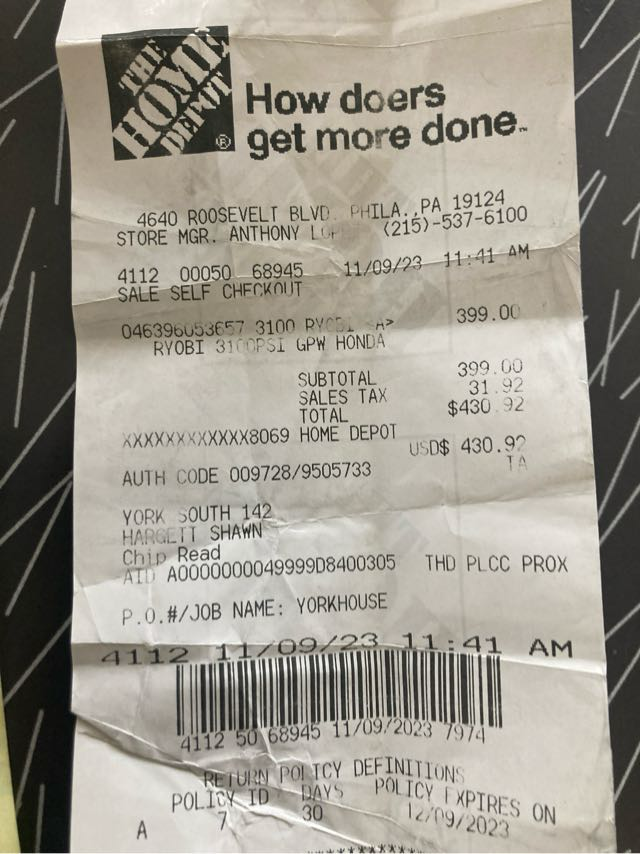 THE
HOME
DEPOT
®
How doers
get more done™
4640 ROOSEVELT BLVD. PHILA., PA 19124
STORE MGR. ANTHONY (215)-537-6100
4112 00050 68945 11/09/23 11:41 AM
SALE SELF CHECKOUT
046396053657 3100 RYOBI <A> 399.00
RYOBI 3100PSI GPW HONDA
SUBTOTAL 399.00
SALES TAX 31.92
TOTAL $430.92
XXXXXXXXXXXX8069 HOME DEPOT
USD$ 430.92
TA
AUTH CODE 009728/9505733
YORK SOUTH 142
HARGETT SHAWN
Chip Read
AID A0000000049999D8400305 THD PLCC PROX
P.O.#/JOB NAME: YORKHOUSE
4112 11/09/23 11:41 AM
4112 50 68945 11/09/2023 7974
RETURN POLICY DEFINITIONS
POLICY ID DAYS POLICY EXPIRES ON
A 7 30 12/09/2023